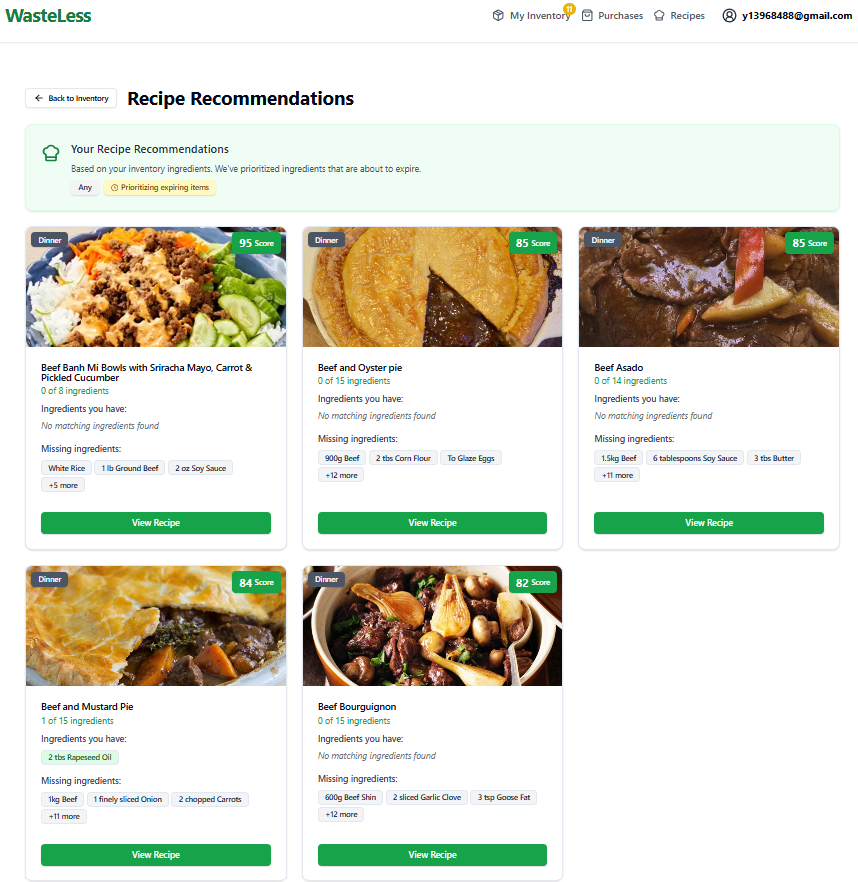 WasteLess
My Inventory
11
Purchases
Recipes
y13968488@gmail.com
Back to Inventory
Recipe Recommendations
Your Recipe Recommendations
Based on your inventory ingredients. We've prioritized ingredients that are about to expire.
Any
Prioritizing expiring items
Dinner
95 Score
Beef Banh Mi Bowls with Sriracha Mayo, Carrot &
Pickled Cucumber
0 of 8 ingredients
Ingredients you have:
No matching ingredients found
Missing ingredients:
White Rice
1 lb Ground Beef
2 oz Soy Sauce
+5 more
View Recipe
Dinner
85 Score
Beef and Oyster pie
0 of 15 ingredients
Ingredients you have:
No matching ingredients found
Missing ingredients:
900g Beef
2 tbs Corn Flour
To Glaze Eggs
+12 more
View Recipe
Dinner
85 Score
Beef Asado
0 of 14 ingredients
Ingredients you have:
No matching ingredients found
Missing ingredients:
1.5kg Beef
6 tablespoons Soy Sauce
3 tbs Butter
+11 more
View Recipe
Dinner
84 Score
Beef and Mustard Pie
1 of 15 ingredients
Ingredients you have:
2 tbs Rapeseed Oil
Missing ingredients:
1kg Beef
1 finely sliced Onion
2 chopped Carrots
+11 more
View Recipe
Dinner
82 Score
Beef Bourguignon
0 of 15 ingredients
Ingredients you have:
No matching ingredients found
Missing ingredients:
600g Beef Shin
2 sliced Garlic Clove
3 tsp Goose Fat
+12 more
View Recipe